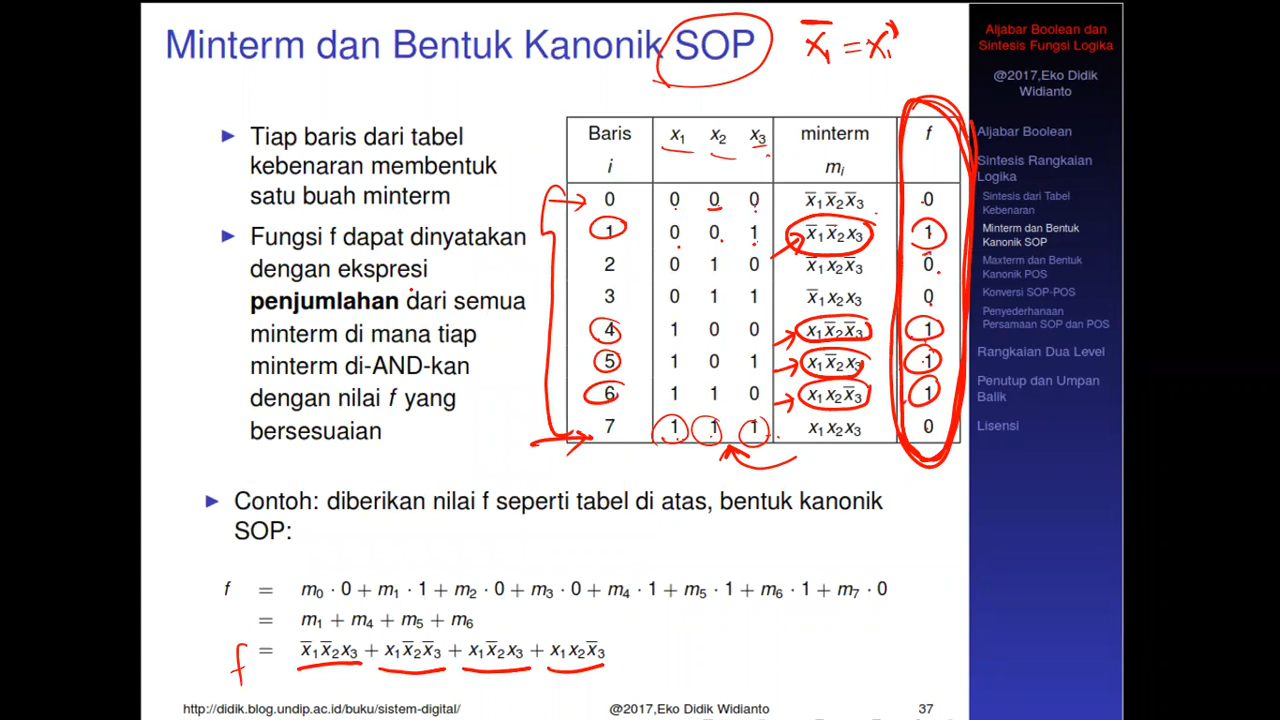 Minterm dan Bentuk Kanonik SOP
x̅₁ = x₁'
Tiap baris dari tabel
kebenaran membentuk
satu buah minterm
Fungsi f dapat dinyatakan
dengan ekspresi
penjumlahan dari semua
minterm di mana tiap
minterm di-AND-kan
dengan nilai f yang
bersesuaian
Baris x₁ x₂ x₃ minterm f
i mᵢ
0 0 0 0 x̅₁x̅₂x̅₃ 0
1 0 0 1 x̅₁x̅₂x₃ 1
2 0 1 0 x̅₁x₂x̅₃ 0
3 0 1 1 x̅₁x₂x₃ 0
4 1 0 0 x₁x̅₂x̅₃ 1
5 1 0 1 x₁x̅₂x₃ 1
6 1 1 0 x₁x₂x̅₃ 1
7 1 1 1 x₁x₂x₃ 0
Contoh: diberikan nilai f seperti tabel di atas, bentuk kanonik
SOP:
f = m₀ · 0 + m₁ · 1 + m₂ · 0 + m₃ · 0 + m₄ · 1 + m₅ · 1 + m₆ · 1 + m₇ · 0
= m₁ + m₄ + m₅ + m₆
f = x̅₁x̅₂x₃ + x₁x̅₂x̅₃ + x₁x̅₂x₃ + x₁x₂x̅₃
http://didik.blog.undip.ac.id/buku/sistem-digital/ @2017,Eko Didik Widianto 37
Aljabar Boolean dan
Sintesis Fungsi Logika
@2017,Eko Didik
Widianto
Aljabar Boolean
Sintesis Rangkaian
Logika
Sintesis dari Tabel
Kebenaran
Minterm dan Bentuk
Kanonik SOP
Maxterm dan Bentuk
Kanonik POS
Konversi SOP-POS
Penyederhanaan
Persamaan SOP dan POS
Rangkaian Dua Level
Penutup dan Umpan
Balik
Lisensi